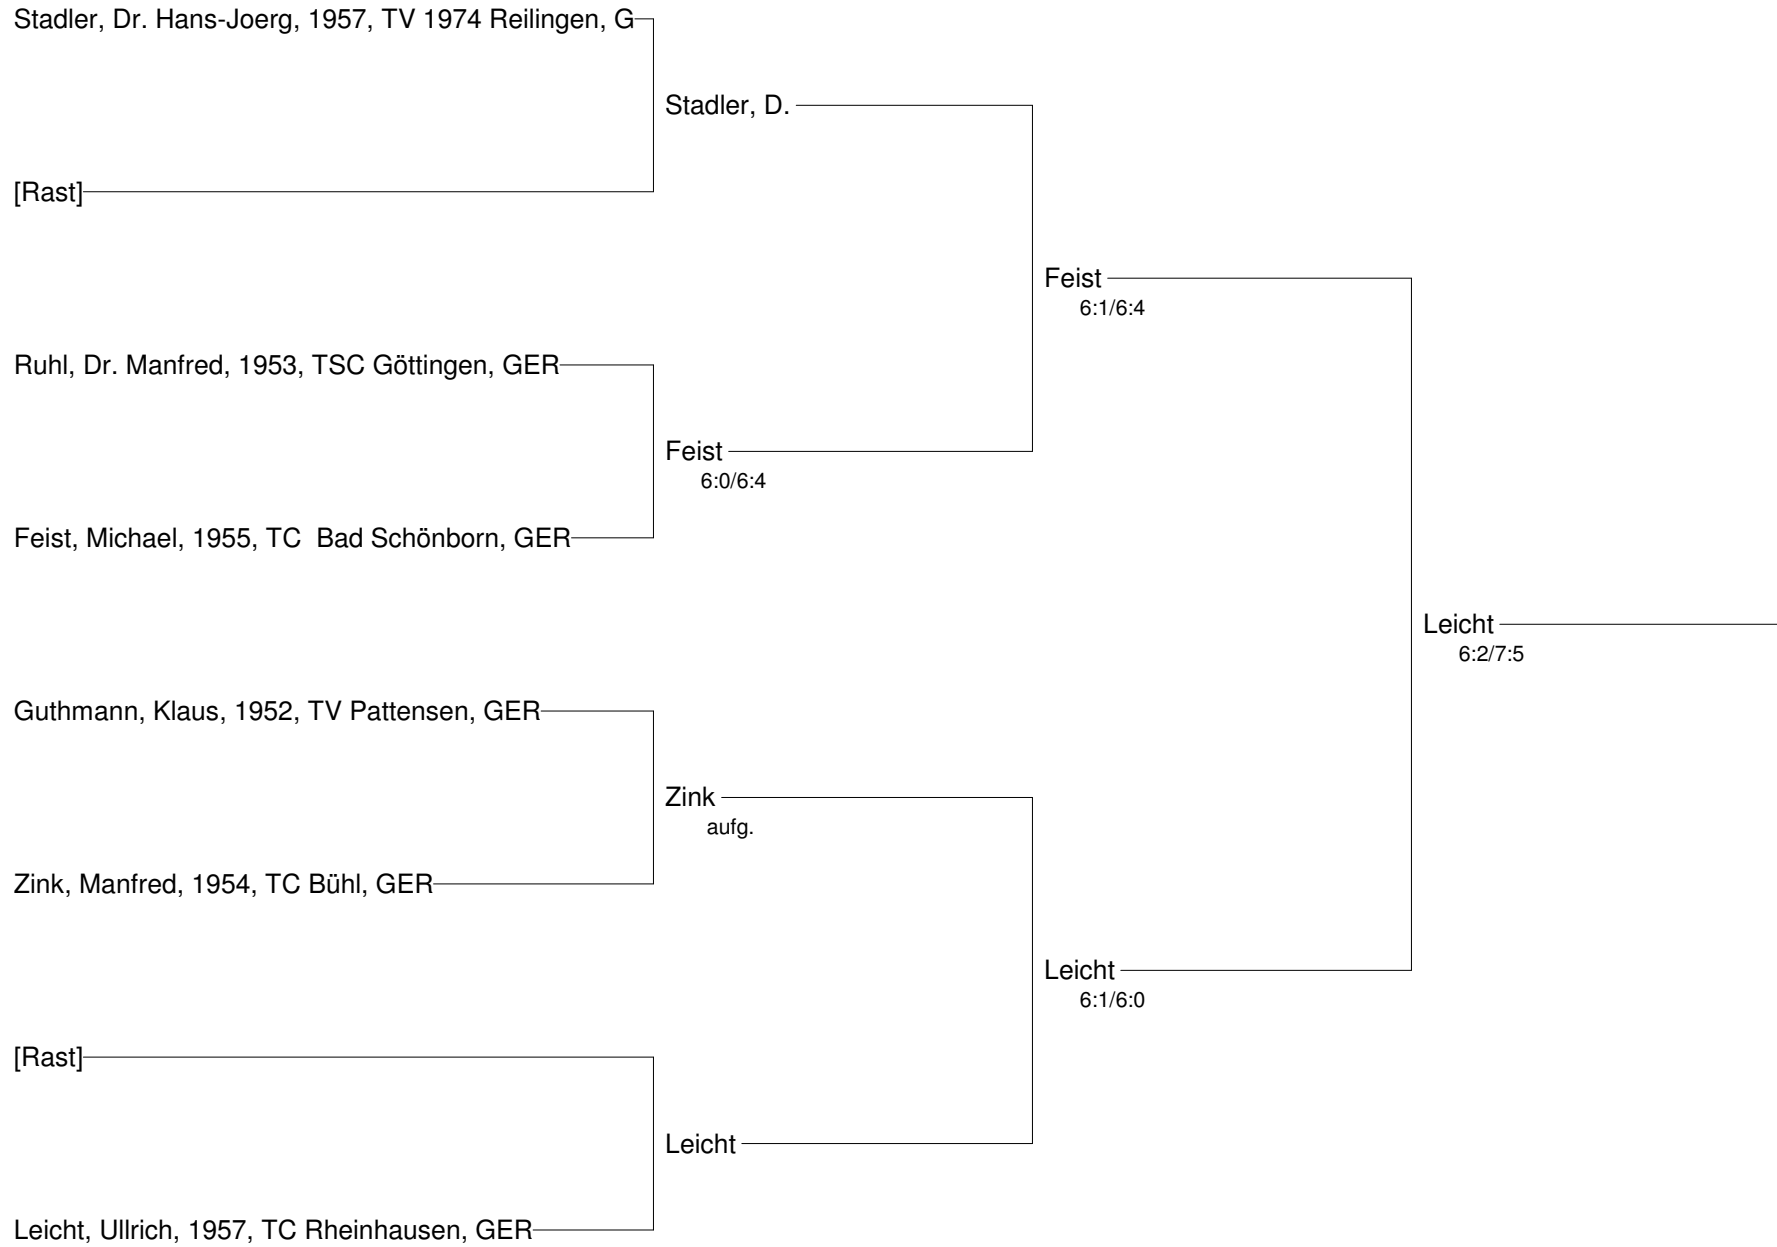 Stadler, Dr. Hans-Joerg, 1957, TV 1974 Reilingen, G
Stadler, D.
[Rast]
Feist
6:1/6:4
Ruhl, Dr. Manfred, 1953, TSC Göttingen, GER
Feist
6:0/6:4
Feist, Michael, 1955, TC  Bad Schönborn, GER
Leicht
6:2/7:5
Guthmann, Klaus, 1952, TV Pattensen, GER
Zink
aufg.
Zink, Manfred, 1954, TC Bühl, GER
Leicht
6:1/6:0
[Rast]
Leicht
Leicht, Ullrich, 1957, TC Rheinhausen, GER